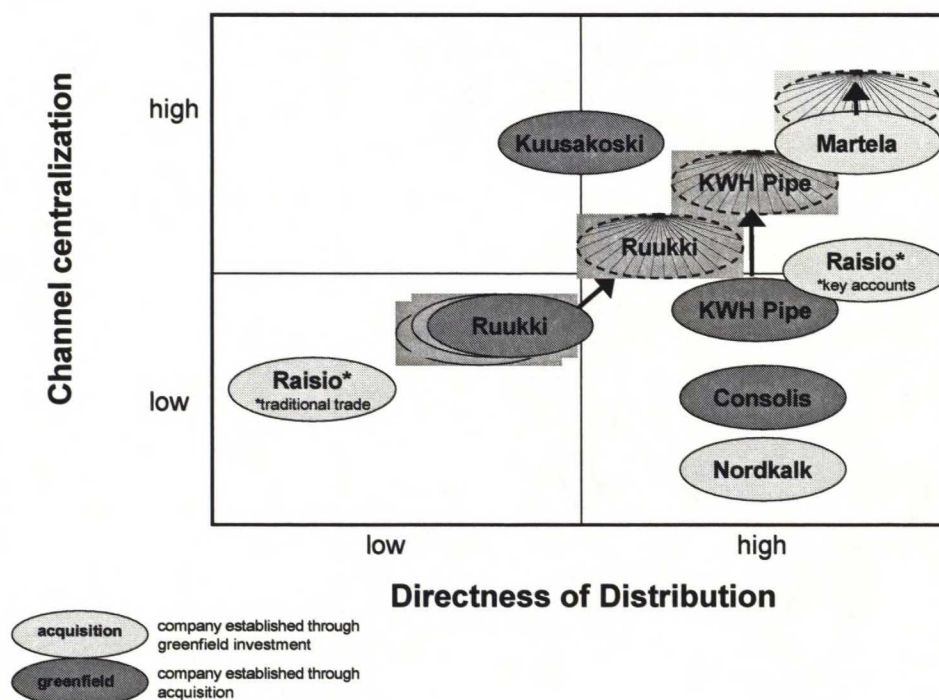 Channel centralization
high
low
Kuusakoski
Martela
KWH Pipe
Ruukki
Raisio*
*key accounts
KWH Pipe
Ruukki
Raisio*
*traditional trade
Consolis
Nordkalk
low
high
Directness of Distribution
acquisition
company established through
greenfield investment
greenfield
company established through
acquisition